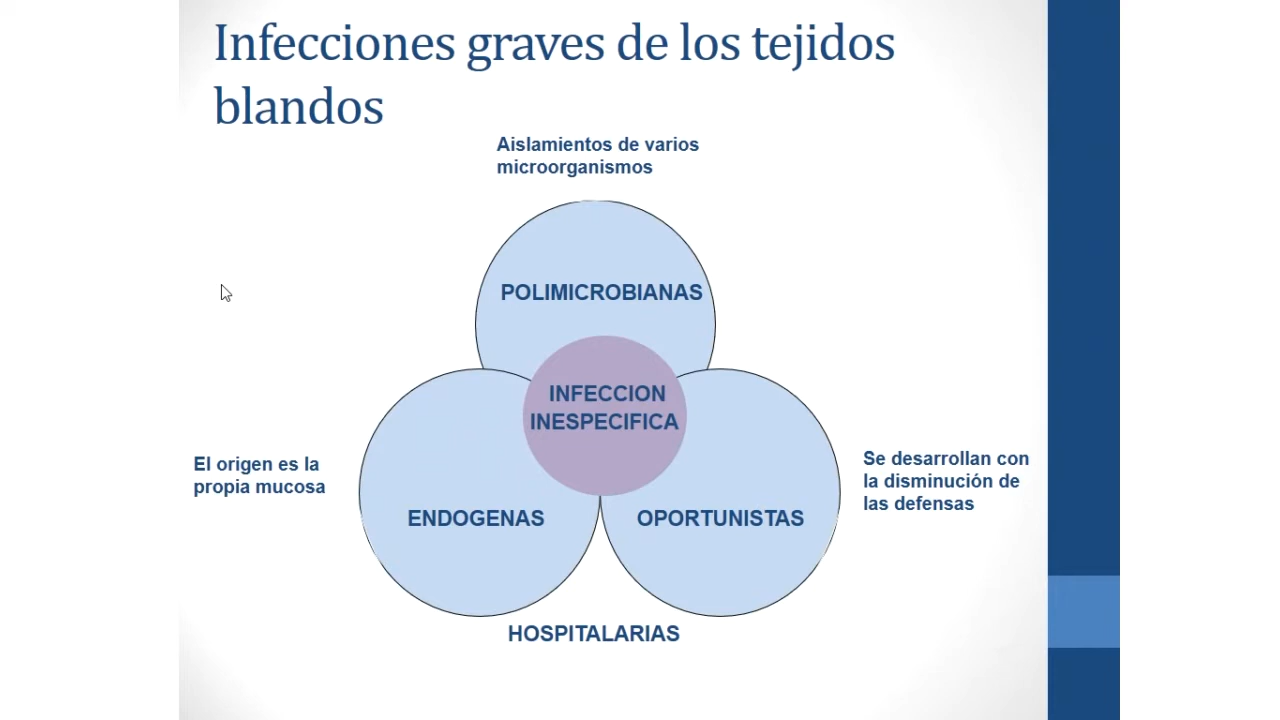 Infecciones graves de los tejidos
blandos
Aislamientos de varios
microorganismos
POLIMICROBIANAS
INFECCION
INESPECIFICA
El origen es la
propia mucosa
Se desarrollan con
la disminución de
las defensas
ENDOGENAS
OPORTUNISTAS
HOSPITALARIAS